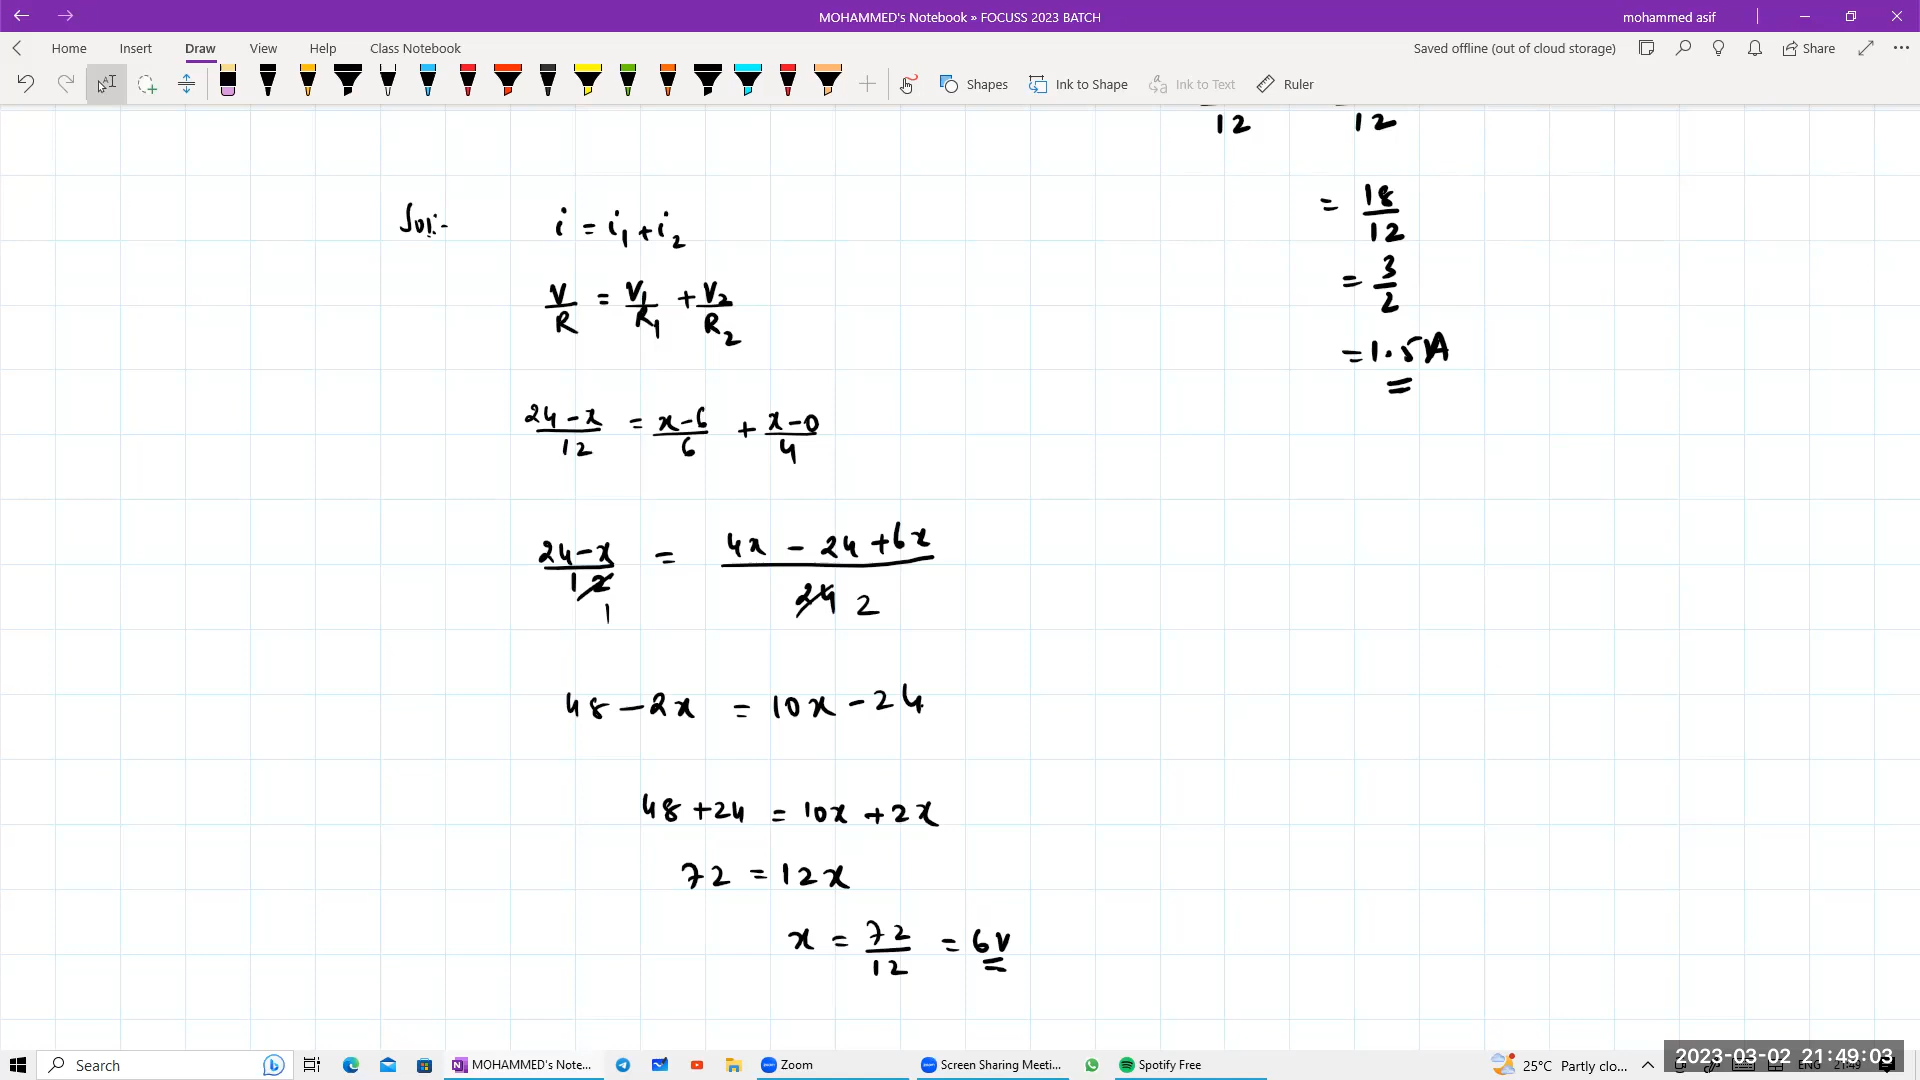 MOHAMMED's Notebook » FOCUSS 2023 BATCH
mohammed asif
Home Insert Draw View Help Class Notebook
Saved offline (out of cloud storage)
Share
Shapes Ink to Shape Ink to Text Ruler
12 12
Soln:-
i = i₁ + i₂
V/R = V₁/R₁ + V₂/R₂
24-x/12 = x-6/6 + x-0/4
24-x/12 = 4x - 24 + 6x/24
1 2
48 - 2x = 10x - 24
48 + 24 = 10x + 2x
72 = 12x
x = 72/12 = 6V
= 18/12
= 3/2
= 1.5A
Search
MOHAMMED's Note...
Zoom
Screen Sharing Meeti...
Spotify Free
25°C Partly clo...
2023-03-02 21:49:03